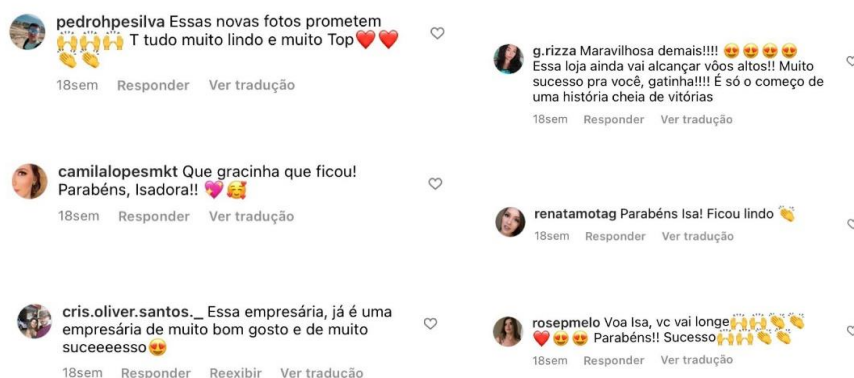 pedrohpesilva Essas novas fotos prometem
🙌🙌🙌 T tudo muito lindo e muito Top❤️❤️
👏👏
18sem Responder Ver tradução
camilalopesmkt Que gracinha que ficou!
Parabéns, Isadora!! 💖🥰
18sem Responder Ver tradução
cris.oliver.santos._ Essa empresária, já é uma
empresária de muito bom gosto e de muito
suceeeesso😍
18sem Responder Reexibir Ver tradução
g.rizza Maravilhosa demais!!!! 😍😍😍😍
Essa loja ainda vai alcançar vôos altos!! Muito
sucesso pra você, gatinha!!!! É só o começo de
uma história cheia de vitórias
18sem Responder Ver tradução
renatamotag Parabéns Isa! Ficou lindo 👏
18sem Responder Ver tradução
rosepmelo Voa Isa, vc vai longe🙌🙌👏👏
❤️😍😍 Parabéns!! Sucesso🙌🙌👏👏
18sem Responder Ver tradução